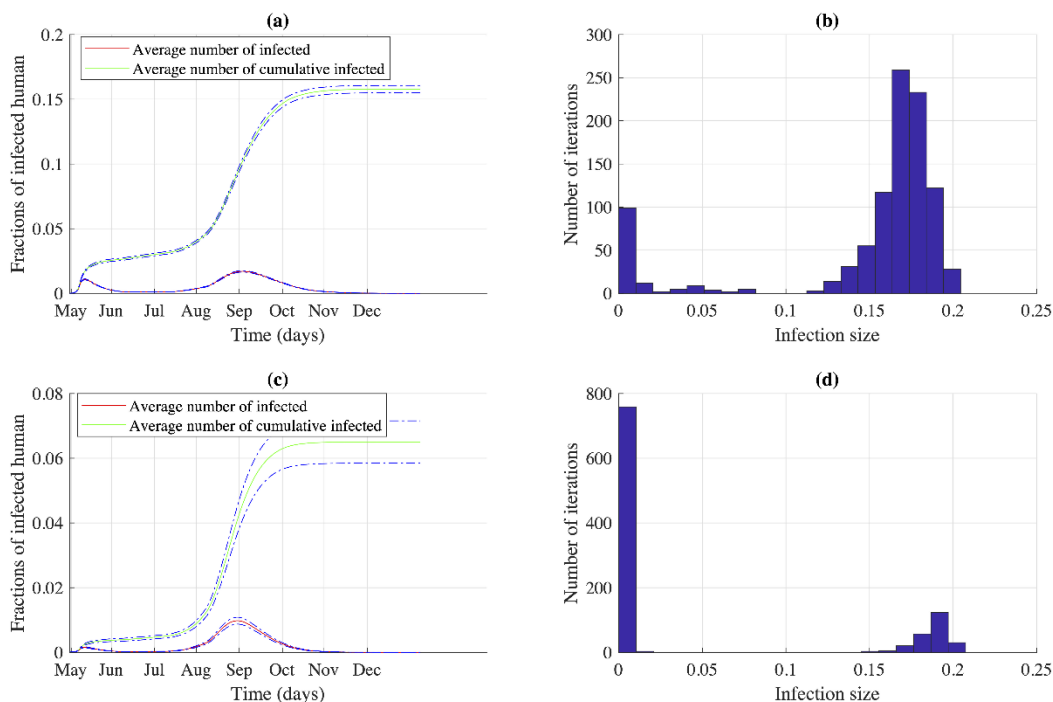 (a)
0.2
0.15
0.1
0.05
0
Fractions of infected human
Average number of infected
Average number of cumulative infected
May Jun Jul Aug Sep Oct Nov Dec
Time (days)
(b)
300
250
200
150
100
50
0
Number of iterations
0 0.05 0.1 0.15 0.2 0.25
Infection size
(c)
0.08
0.06
0.04
0.02
0
Fractions of infected human
Average number of infected
Average number of cumulative infected
May Jun Jul Aug Sep Oct Nov Dec
Time (days)
(d)
800
600
400
200
0
Number of iterations
0 0.05 0.1 0.15 0.2 0.25
Infection size